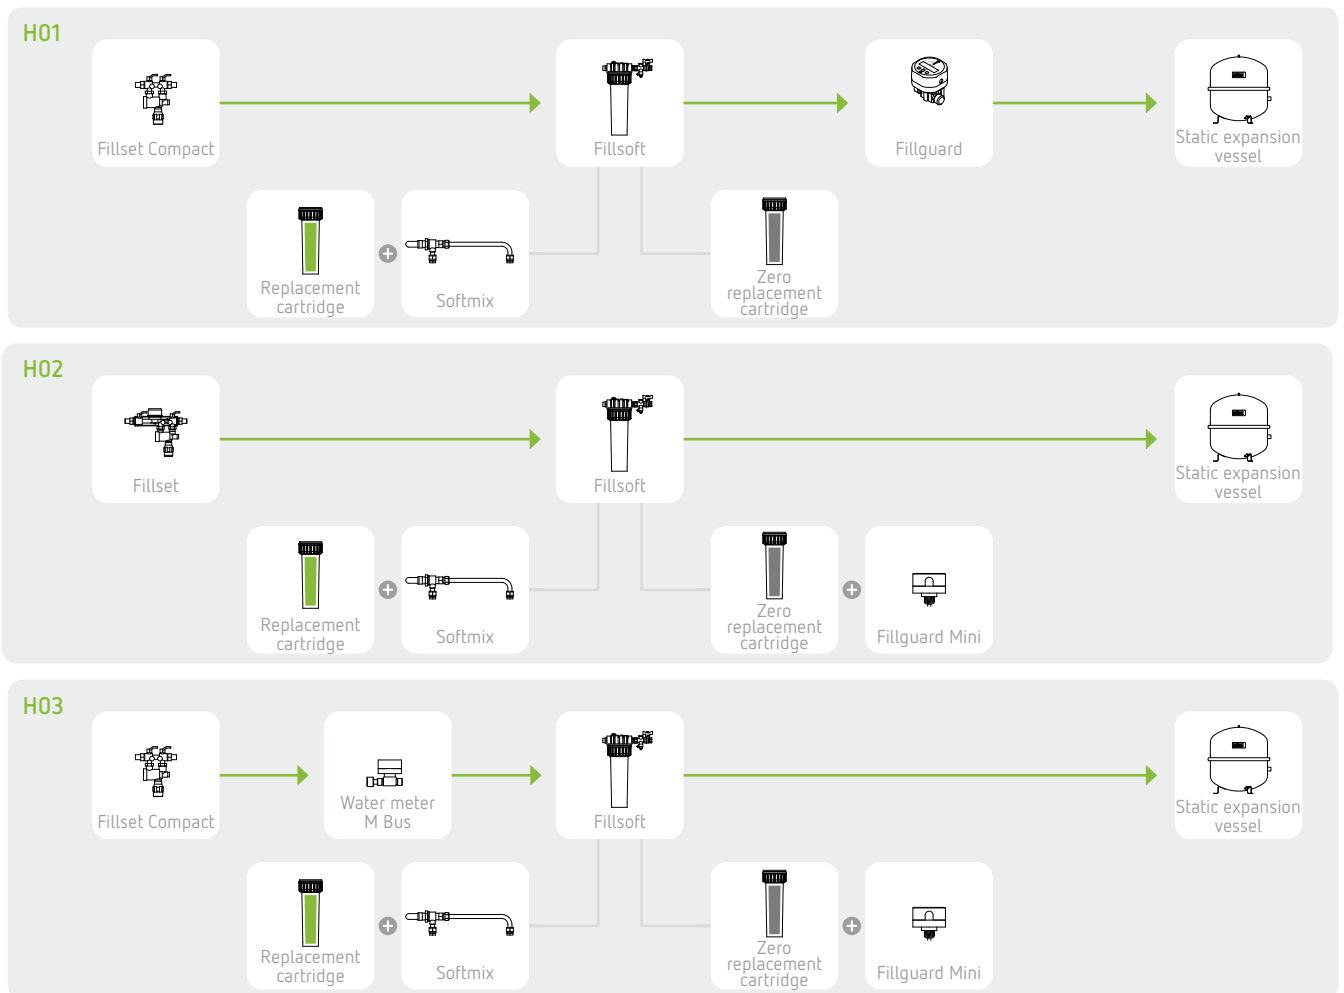 H01
Fillset Compact
Fillsoft
Fillguard
Static expansion
vessel
Replacement
cartridge
Softmix
Zero
replacement
cartridge
H02
Fillset
Fillsoft
Static expansion
vessel
Replacement
cartridge
Softmix
Zero
replacement
cartridge
Fillguard Mini
H03
Fillset Compact
Water meter
M Bus
Fillsoft
Static expansion
vessel
Replacement
cartridge
Softmix
Zero
replacement
cartridge
Fillguard Mini